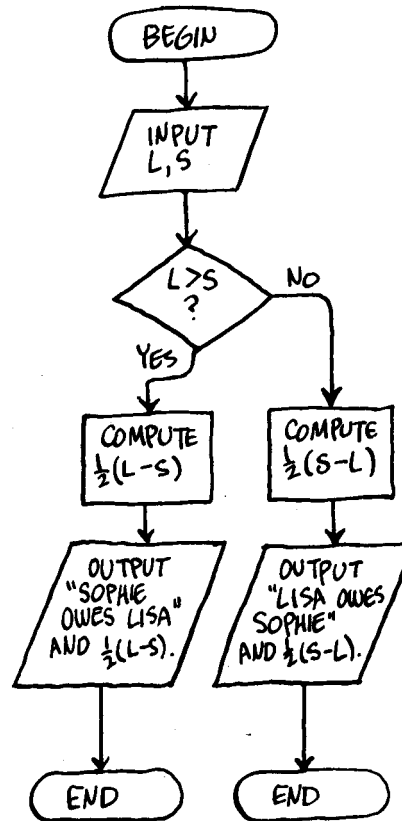 BEGIN
INPUT
L, S
L>S
?
YES
NO
COMPUTE
½(L-S)
COMPUTE
½(S-L)
OUTPUT
"SOPHIE
OWES LISA"
AND ½(L-S).
OUTPUT
"LISA OWES
SOPHIE"
AND ½(S-L).
END
END